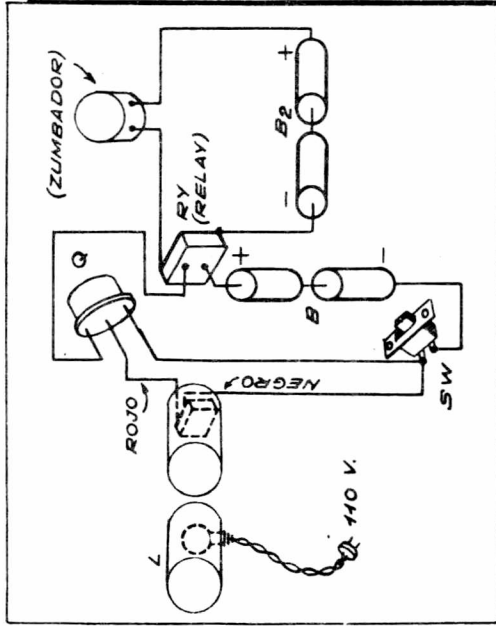 (ZUMBADOR)
+
B2
-
RY
(RELAY)
Q
+
B
-
ROJO
NEGRO
SW
L
110 V.